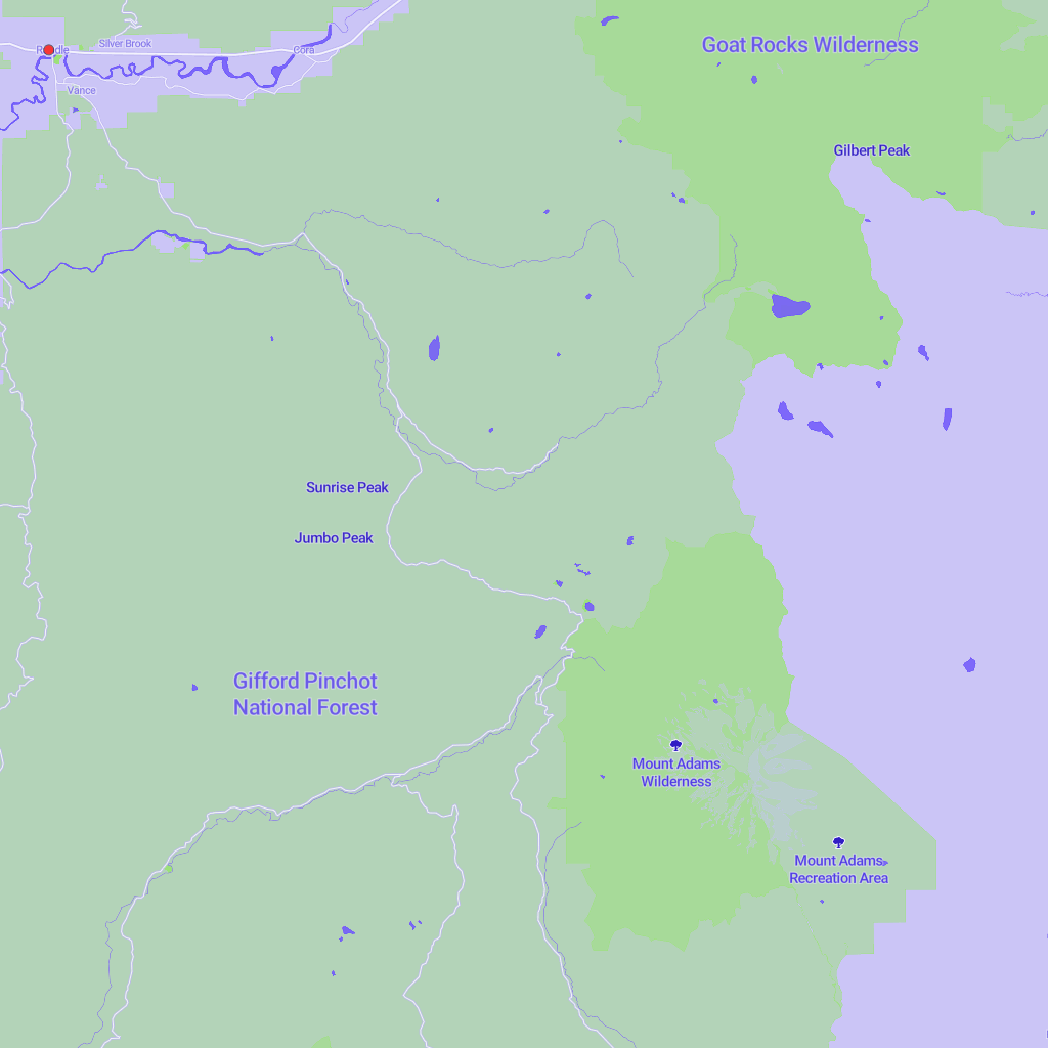 Goat Rocks Wilderness
Silver Brook
Cora
Vance
Gilbert Peak
Sunrise Peak
Jumbo Peak
Gifford Pinchot
National Forest
Mount Adams
Wilderness
Mount Adams
Recreation Area